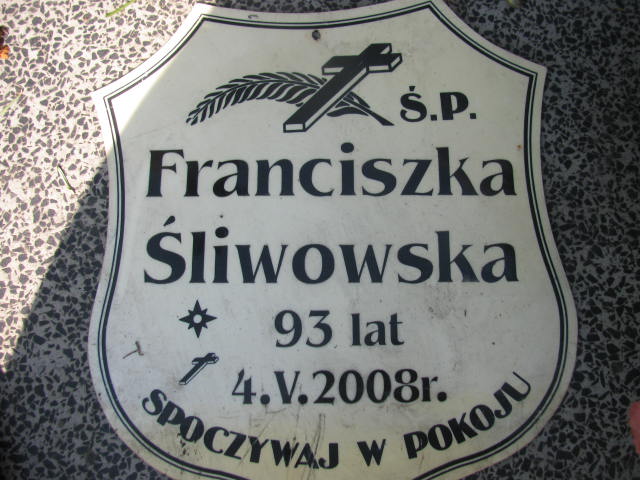 Ś.P.
Franciszka
Śliwowska
93 lat
4.V.2008r.
SPOCZYWAJ W POKOJU